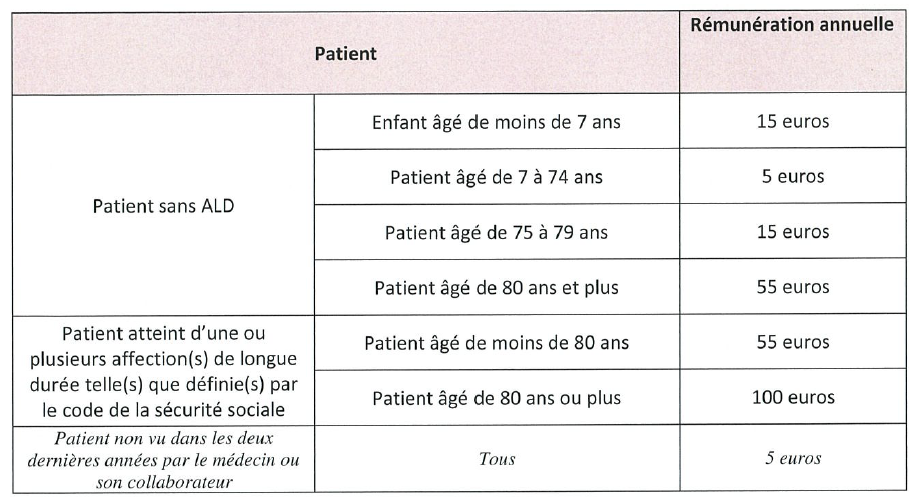 Patient
Rémunération annuelle
Patient sans ALD
Enfant âgé de moins de 7 ans
15 euros
Patient âgé de 7 à 74 ans
5 euros
Patient âgé de 75 à 79 ans
15 euros
Patient âgé de 80 ans et plus
55 euros
Patient atteint d'une ou
plusieurs affection(s) de longue
durée telle(s) que définie(s) par
le code de la sécurité sociale
Patient âgé de moins de 80 ans
55 euros
Patient âgé de 80 ans ou plus
100 euros
Patient non vu dans les deux
dernières années par le médecin ou
son collaborateur
Tous
5 euros